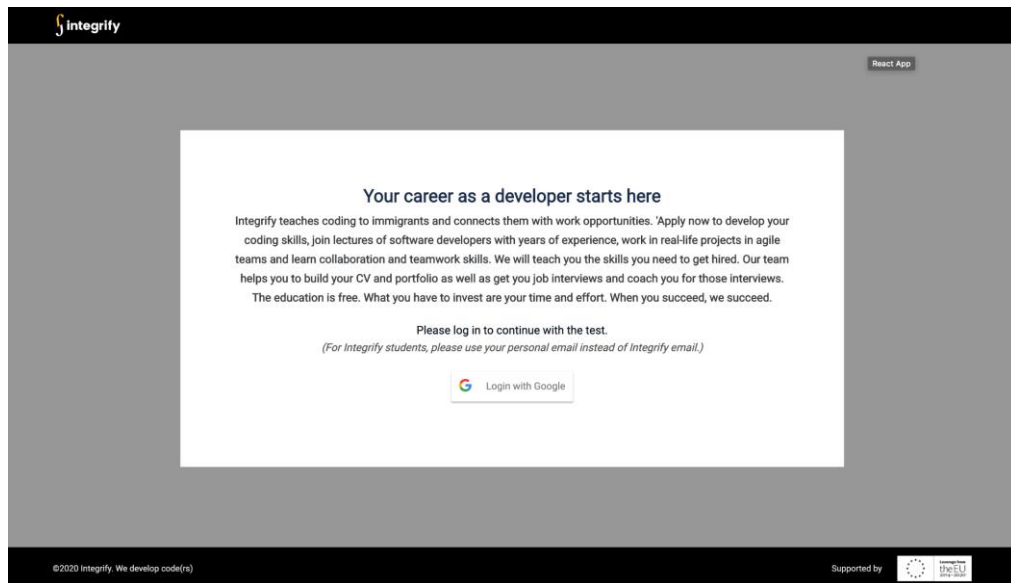 integrify
React App
Your career as a developer starts here
Integrify teaches coding to immigrants and connects them with work opportunities. 'Apply now to develop your
coding skills, join lectures of software developers with years of experience, work in real-life projects in agile
teams and learn collaboration and teamwork skills. We will teach you the skills you need to get hired. Our team
helps you to build your CV and portfolio as well as get you job interviews and coach you for those interviews.
The education is free. What you have to invest are your time and effort. When you succeed, we succeed.
Please log in to continue with the test.
(For Integrify students, please use your personal email instead of Integrify email.)
Login with Google
©2020 Integrify. We develop code(rs)
Supported by
Leverage from
the EU
2014-2020